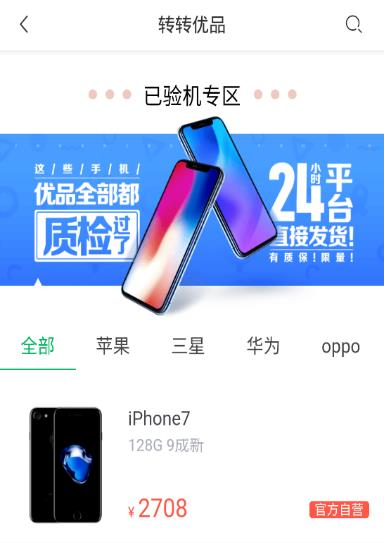 转转优品
已验机专区
这些手机
优品全部都
质检过了
24小时平台
直接发货!
有质保!限量!
全部 苹果 三星 华为 oppo
iPhone7
128G 9成新
¥2708 官方自营